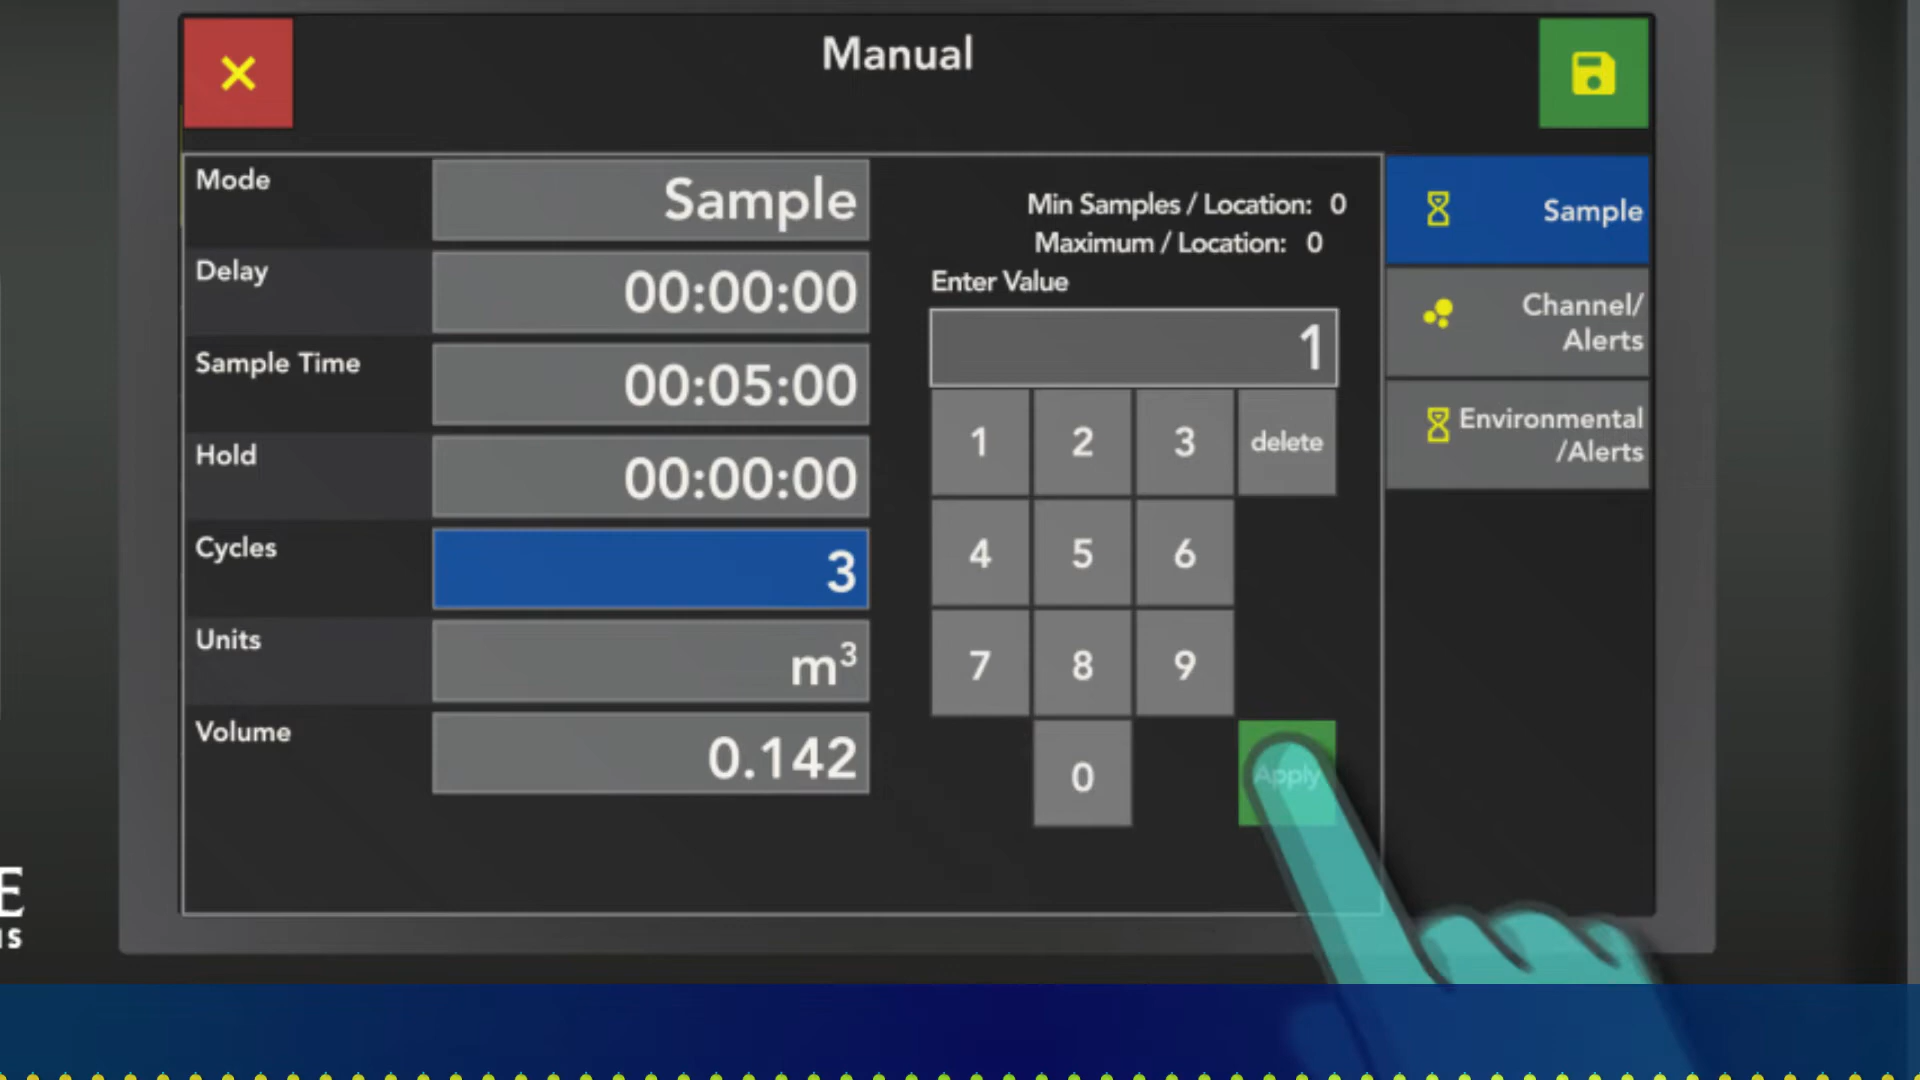 Manual
Mode
Sample
Delay
00:00:00
Sample Time
00:05:00
Hold
00:00:00
Cycles
3
Units
m³
Volume
0.142
Min Samples / Location: 0
Maximum / Location: 0
Enter Value
1
1 2 3 delete
4 5 6
7 8 9
0 Apply
Sample
Channel/
Alerts
Environmental
/Alerts
E